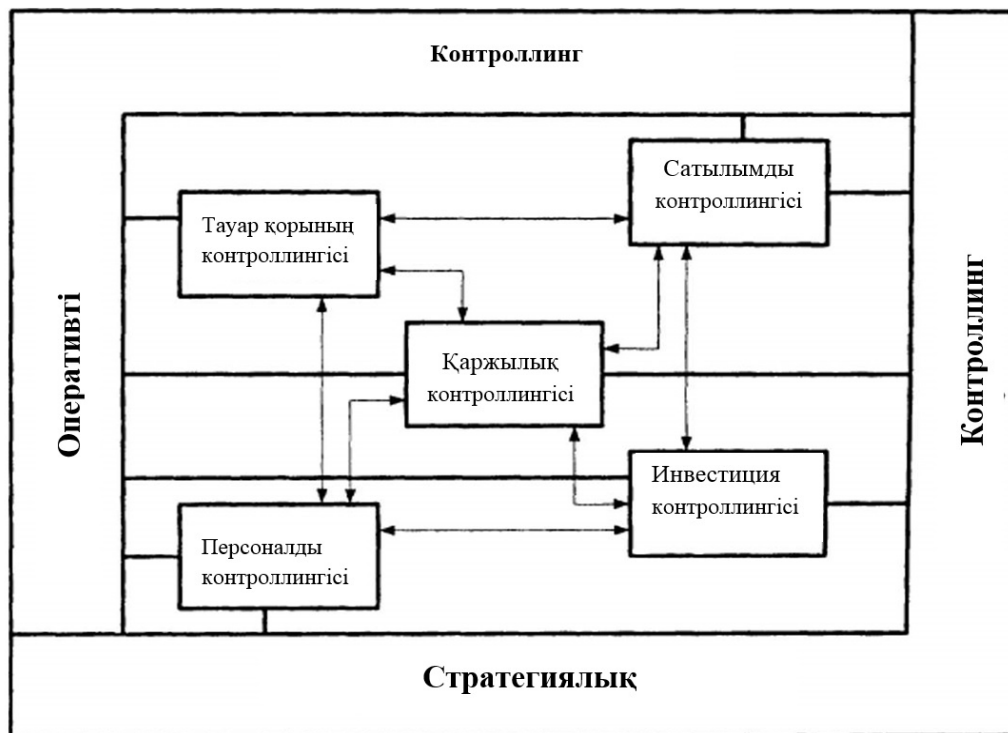 Контроллинг
Сатылымды
контроллингісі
Тауар қорының
контроллингісі
Оперативті
Қаржылық
контроллингісі
Контроллинг
Инвестиция
контроллингісі
Персоналды
контроллингісі
Стратегиялық